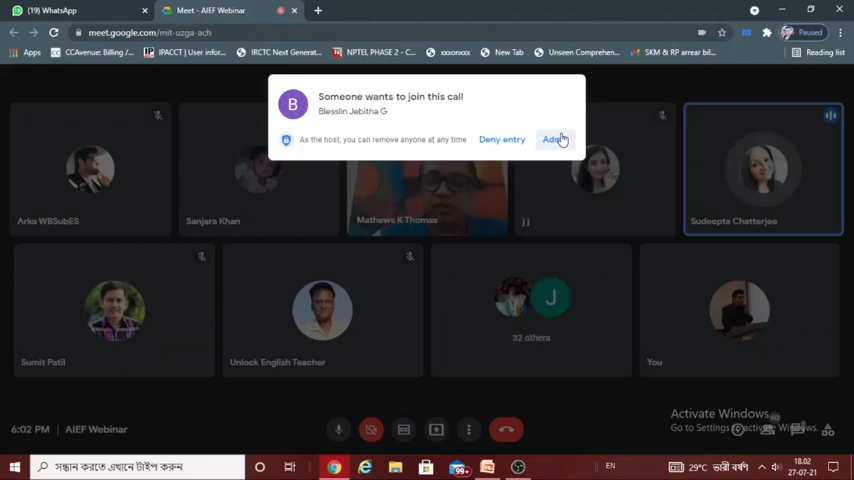 (19) WhatsApp
Meet - AIEF Webinar
meet.google.com/mit-uzga-ach
Paused
Apps
CCAvenue: Billing /...
IPACCT | User infor...
IRCTC Next Generat...
NPTEL PHASE 2 - C...
xxxonxx
New Tab
Unseen Comprehen...
SKM & RP arrear bil...
Reading list
B
Someone wants to join this call
Blesslin Jebitha G
As the host, you can remove anyone at any time
Deny entry
Arka WBSubES
Sanjara Khan
Mathews K Thomas
Sudeepta Chatterjee
J
32 others
Sumit Patil
Unlock English Teacher
You
6:02 PM
AIEF Webinar
Activate Windows
Go to Settings to activate Windows.
40
সন্ধান করতে এখানে টাইপ করুন
99+
EN
29°C ভারী বর্ষণ
18.02
27-07-21